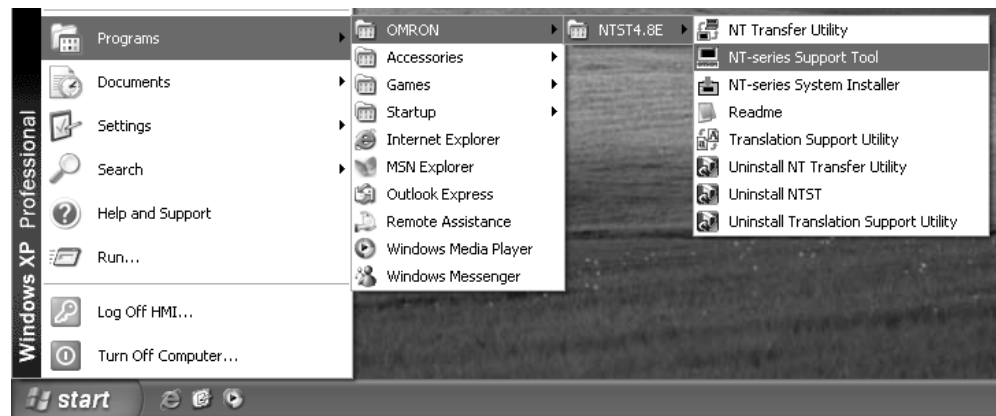 Windows XP Professional
Programs
Documents
Settings
Search
Help and Support
Run...
Log Off HMI...
Turn Off Computer...
OMRON
Accessories
Games
Startup
Internet Explorer
MSN Explorer
Outlook Express
Remote Assistance
Windows Media Player
Windows Messenger
NTST4.8E
NT Transfer Utility
NT-series Support Tool
NT-series System Installer
Readme
Translation Support Utility
Uninstall NT Transfer Utility
Uninstall NTST
Uninstall Translation Support Utility
start